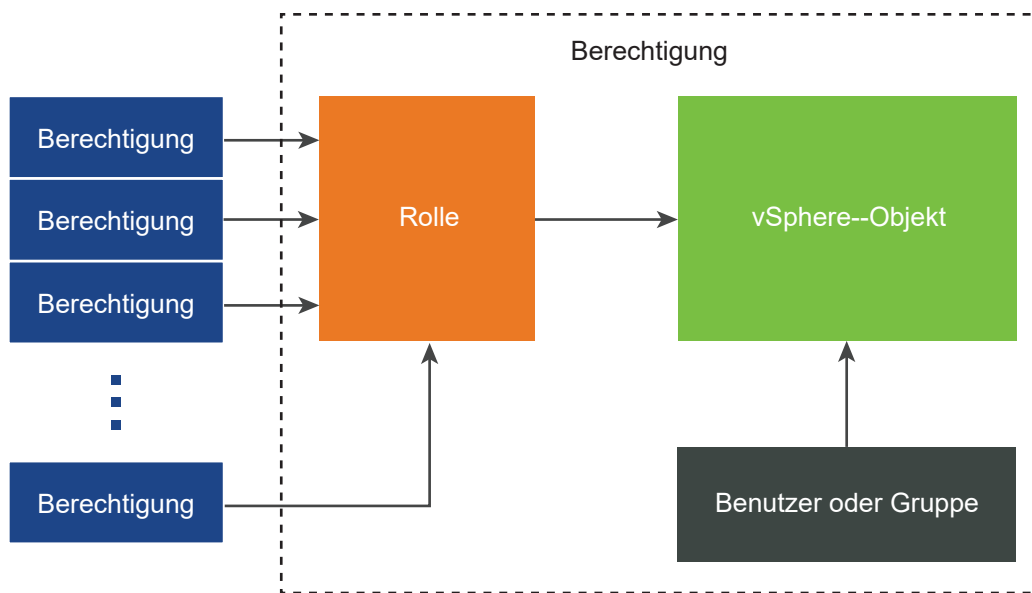 Berechtigung
Berechtigung
Berechtigung
Berechtigung
Rolle
vSphere--Objekt
Berechtigung
Benutzer oder Gruppe